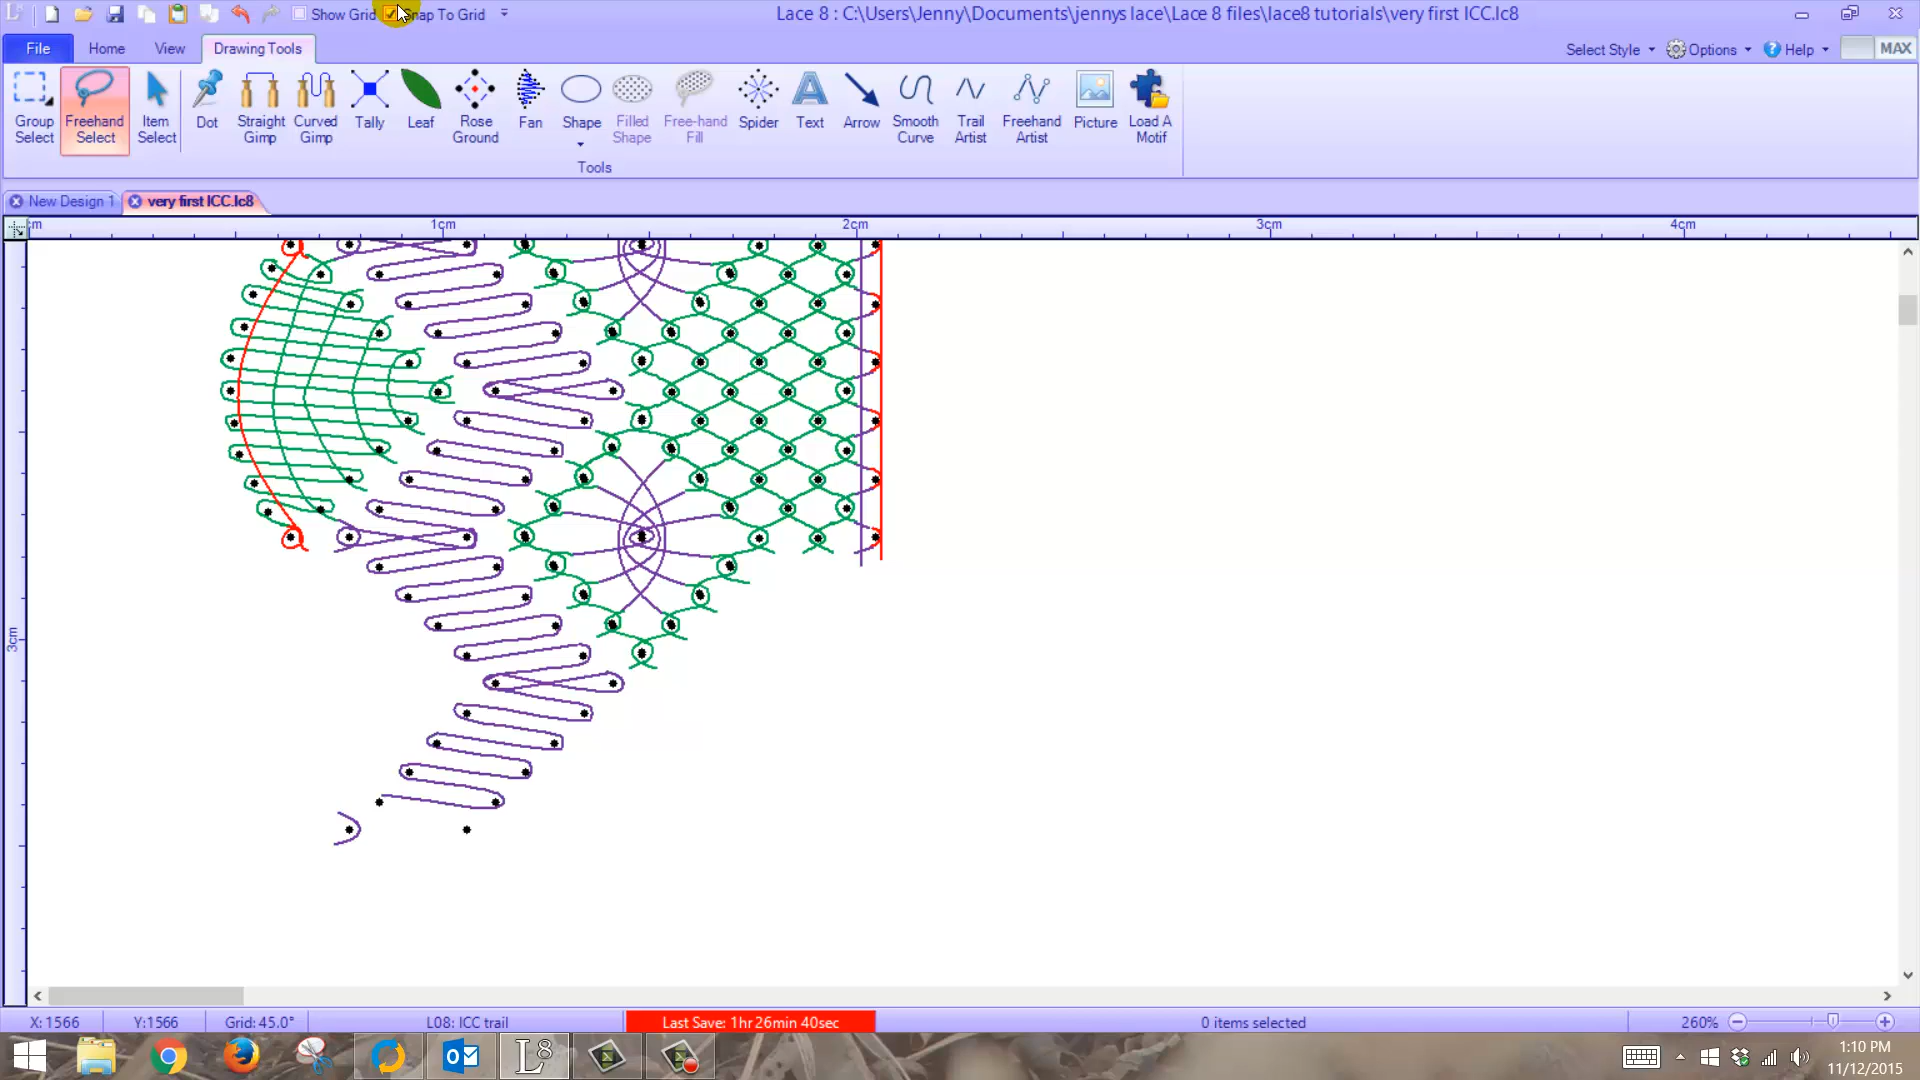 Show Grid Snap To Grid Lace 8 : C:\Users\Jenny\Documents\jennys lace\Lace 8 files\lace8 tutorials\very first ICC.lc8
File Home View Drawing Tools Select Style Options Help MAX
Group Select Freehand Select Item Select Dot Straight Gimp Curved Gimp Tally Leaf Rose Ground Fan Shape Filled Shape Free-hand Fill Spider Text Arrow Smooth Curve Trail Artist Freehand Artist Picture Load A Motif
Tools
New Design 1 very first ICC.lc8
1cm 2cm 3cm 4cm
3cm
X: 1566 Y:1566 Grid: 45.0° L08: ICC trail Last Save: 1hr 26min 40sec 0 items selected 260%
1:10 PM
11/12/2015